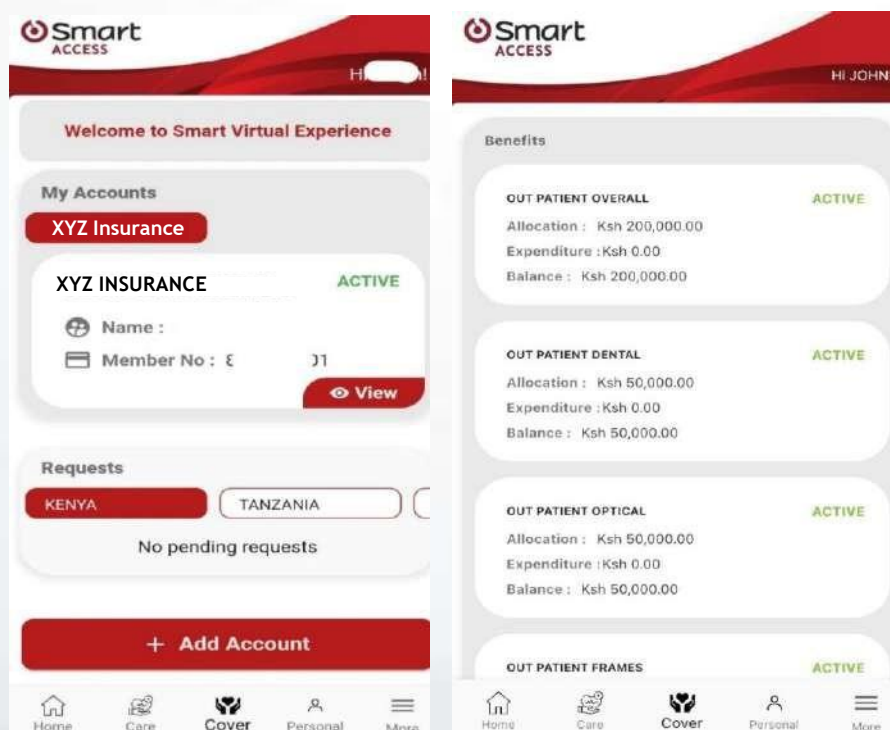 Smart
ACCESS
Welcome to Smart Virtual Experience
My Accounts
XYZ Insurance
XYZ INSURANCE ACTIVE
Name :
Member No :
View
Requests
KENYA TANZANIA
No pending requests
+ Add Account
Home Care Cover Personal More
Smart
ACCESS
Hi JOHN
Benefits
OUT PATIENT OVERALL ACTIVE
Allocation : Ksh 200,000.00
Expenditure :Ksh 0.00
Balance : Ksh 200,000.00
OUT PATIENT DENTAL ACTIVE
Allocation : Ksh 50,000.00
Expenditure :Ksh 0.00
Balance : Ksh 50,000.00
OUT PATIENT OPTICAL ACTIVE
Allocation : Ksh 50,000.00
Expenditure :Ksh 0.00
Balance : Ksh 50,000.00
OUT PATIENT FRAMES ACTIVE
Home Care Cover Personal More